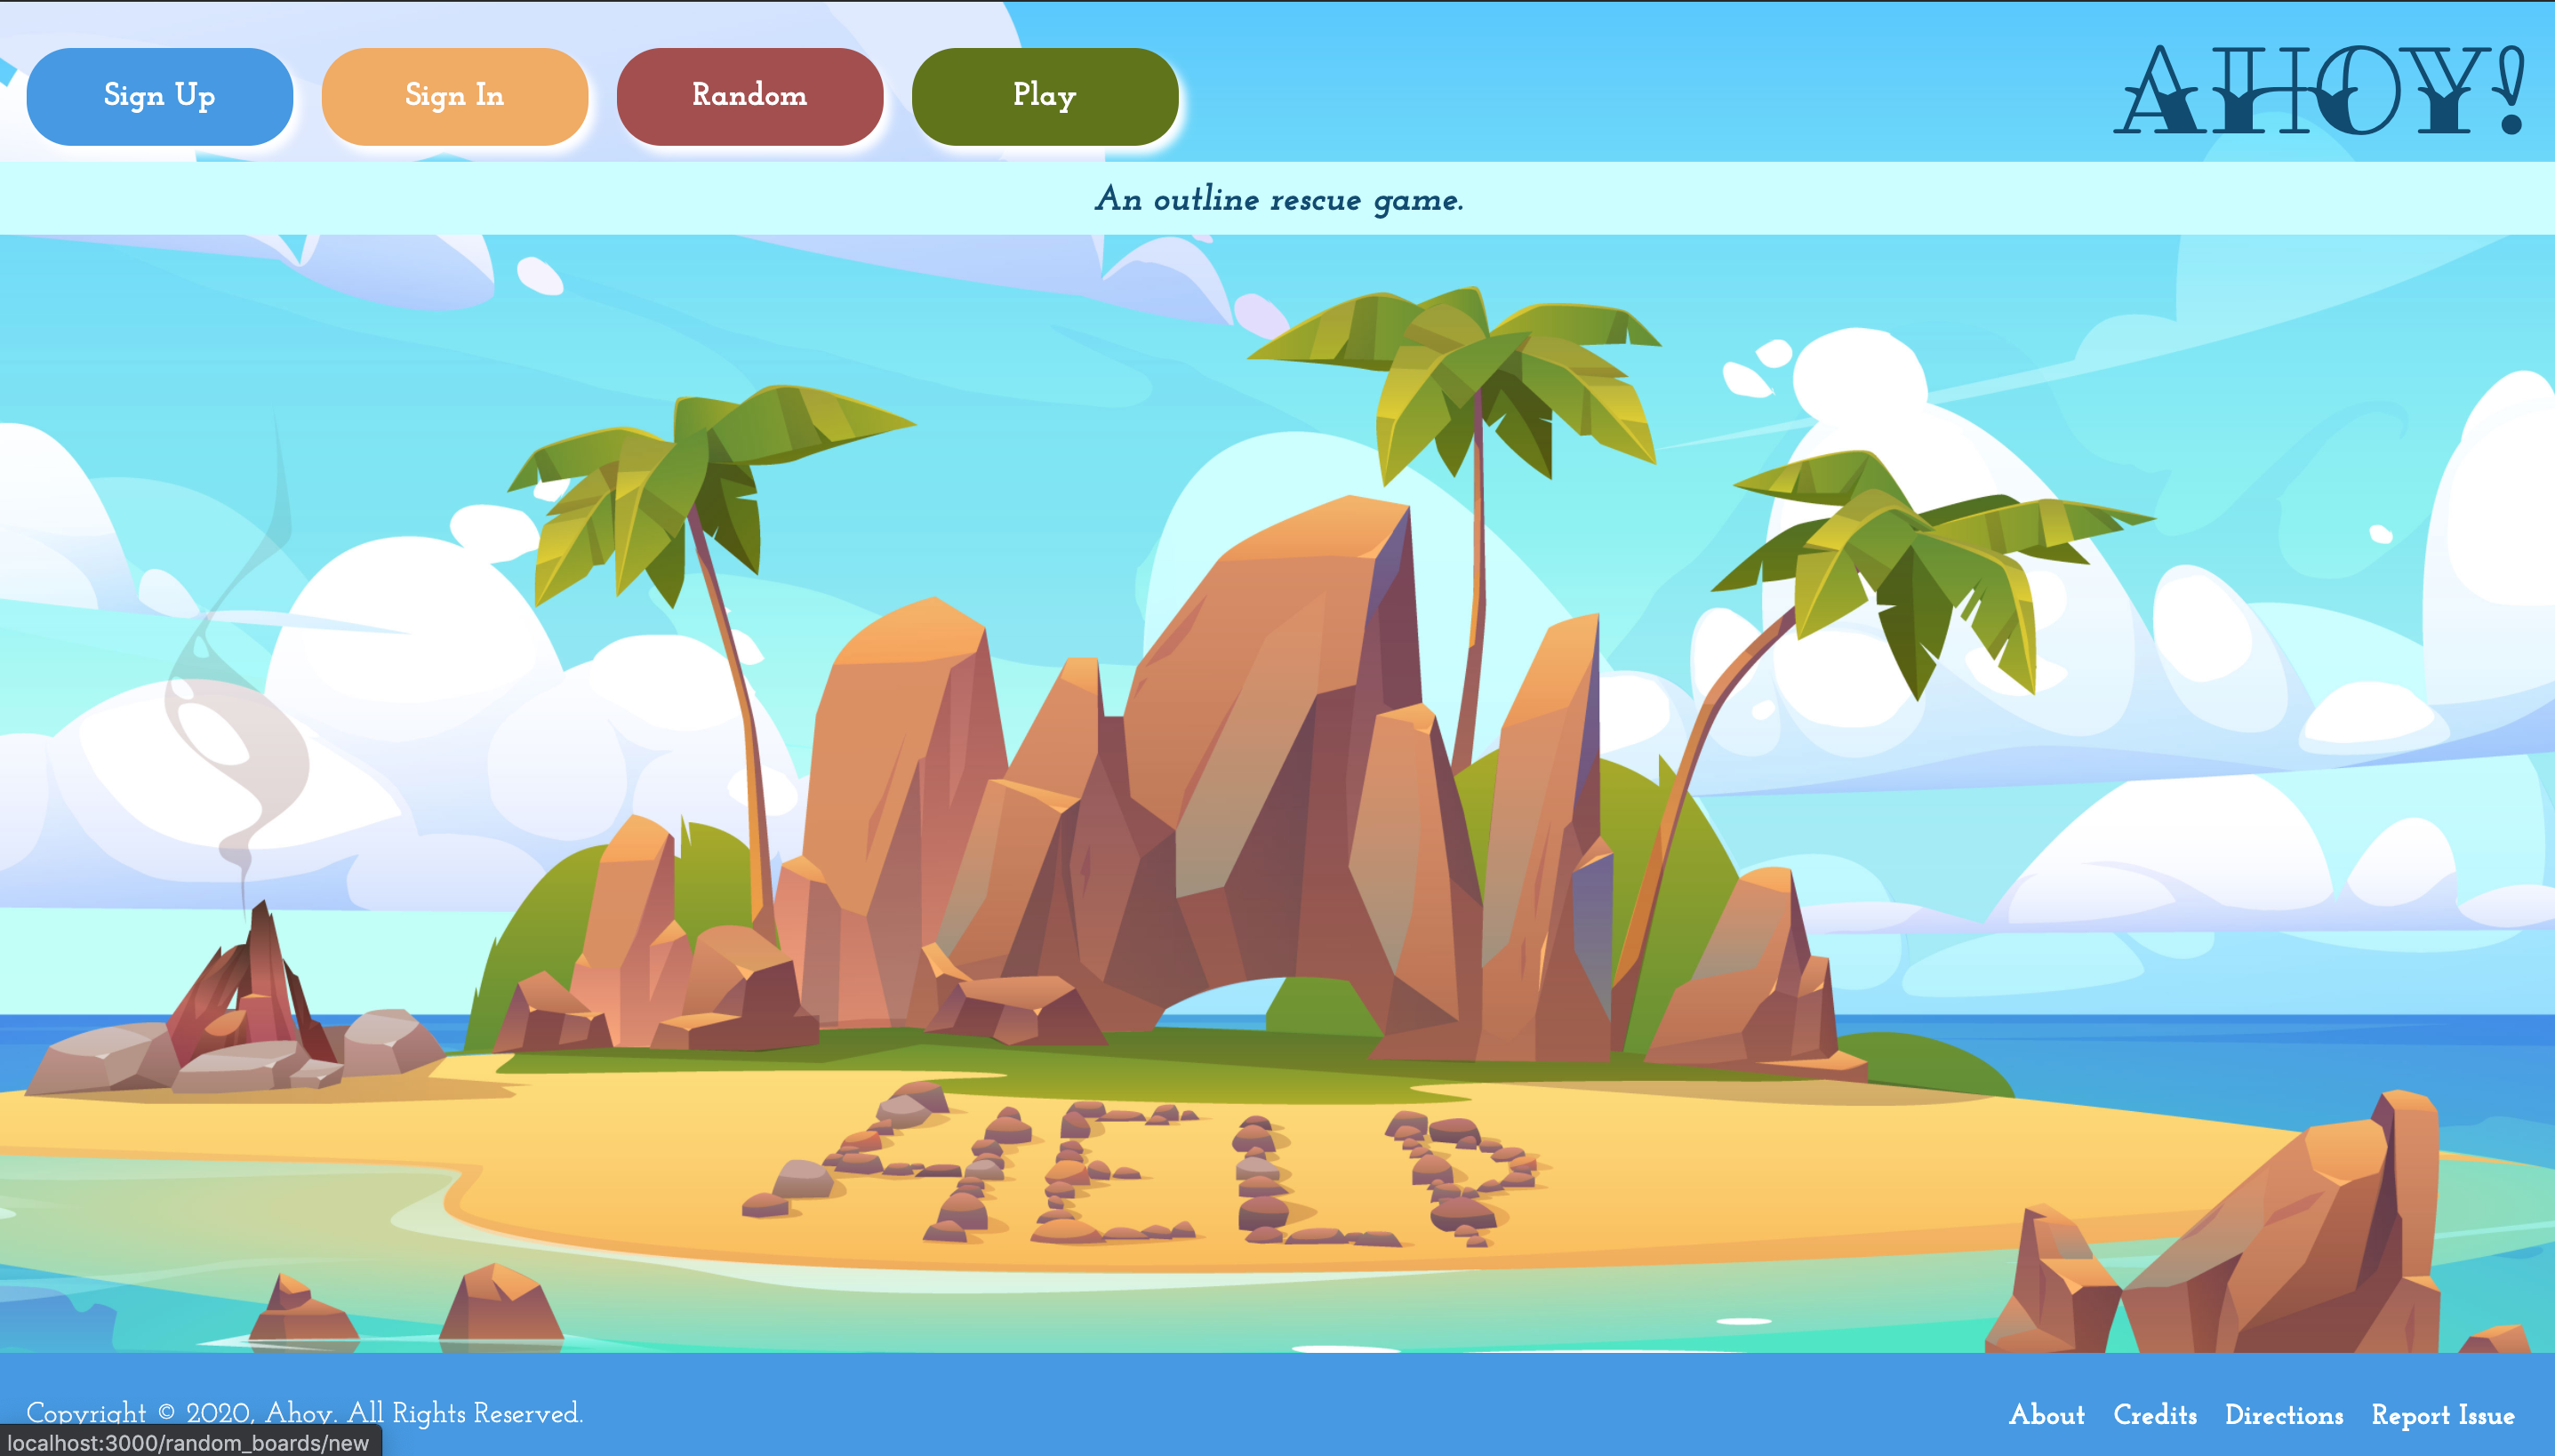 Sign Up
Sign In
Random
Play
AHOY!
An outline rescue game.
HELP
Copyright © 2020, Ahoy. All Rights Reserved.
About
Credits
Directions
Report Issue
localhost:3000/random_boards/new